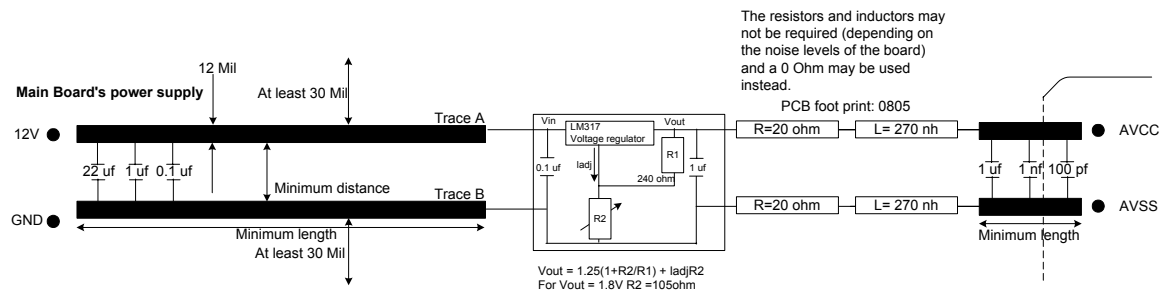 The resistors and inductors may
not be required (depending on
the noise levels of the board)
and a 0 Ohm may be used
instead.
PCB foot print: 0805
12 Mil
At least 30 Mil
Main Board's power supply
Trace A
12V
Vin
LM317
Voltage regulator
Vout
R=20 ohm
L= 270 nh
AVCC
22 uf
1 uf
0.1 uf
Minimum distance
0.1 uf
Iadj
R1
240 ohm
1 uf
1 uf
1 nf
100 pf
Trace B
GND
R2
R=20 ohm
L= 270 nh
AVSS
Minimum length
At least 30 Mil
Minimum length
Vout = 1.25(1+R2/R1) + IadjR2
For Vout = 1.8V R2 =105ohm